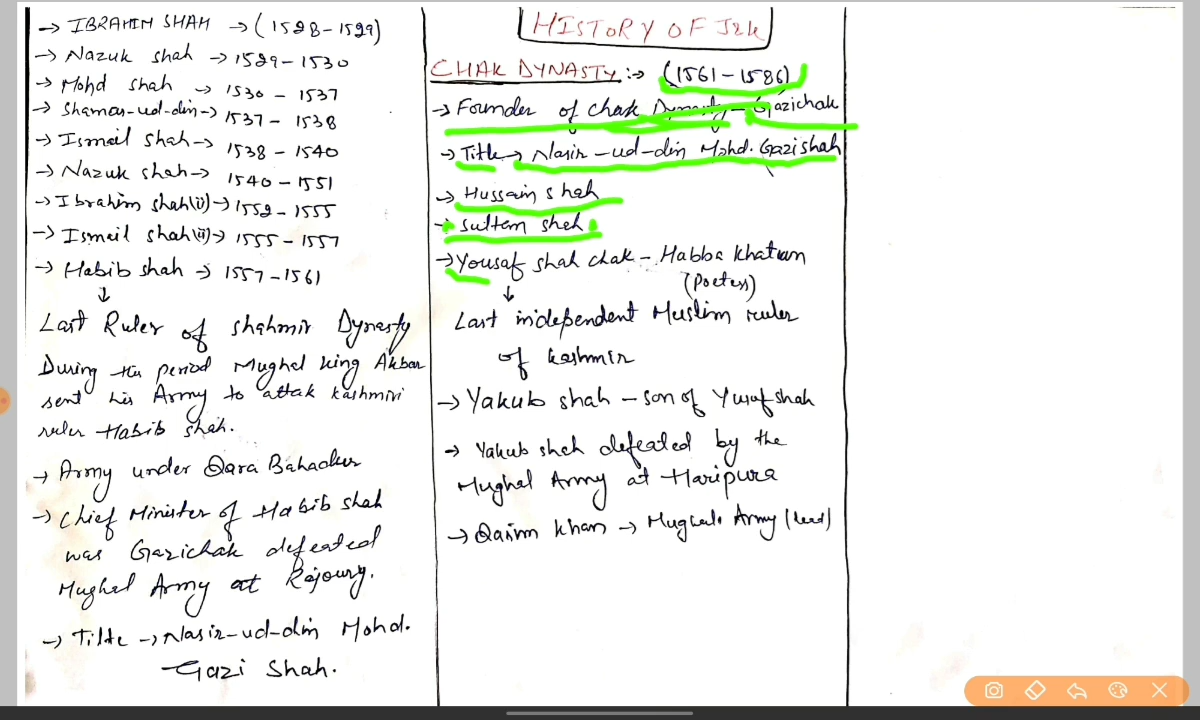 → IBRAHIM SHAH → (1528-1529)
→ Nazuk shah → 1529-1530
→ Mohd shah → 1530 - 1537
→ Shamas-ud-din → 1537 - 1538
→ Ismail shah → 1538 - 1540
→ Nazuk shah → 1540-1551
→ Ibrahim shah(ii) → 1552-1555
→ Ismail shah(ii) → 1555-1557
→ Habib shah → 1557-1561
↓
Last Ruler of shahmir Dynasty
During the period Mughal king Akbar
sent his Army to attak kashmiri
ruler Habib shah.
→ Army under Qara Bahadur
→ Chief Minister of Habib shah
was Gazichak defeated
Mughal Army at Rajoury.
→ Tilte → Nasir-ud-din Mohd.
Gazi Shah.
HISTORY OF J&K
CHAK DYNASTY :→ (1561-1586)
→ Founder of chak Dynasty - Gazichak
→ Title → Nasir-ud-din Mohd. Gazishah
→ Hussain shah
→ Sultan shah
→ Yousaf shah chak - Habba Khatun
(Poetess)
↓
Last independent Muslim ruler
of kashmir
→ Yakub shah - son of Yusuf shah
→ Yakub shah defeated by the
Mughal Army at Haripura
→ Qasim khan → Mughals Army (lead)